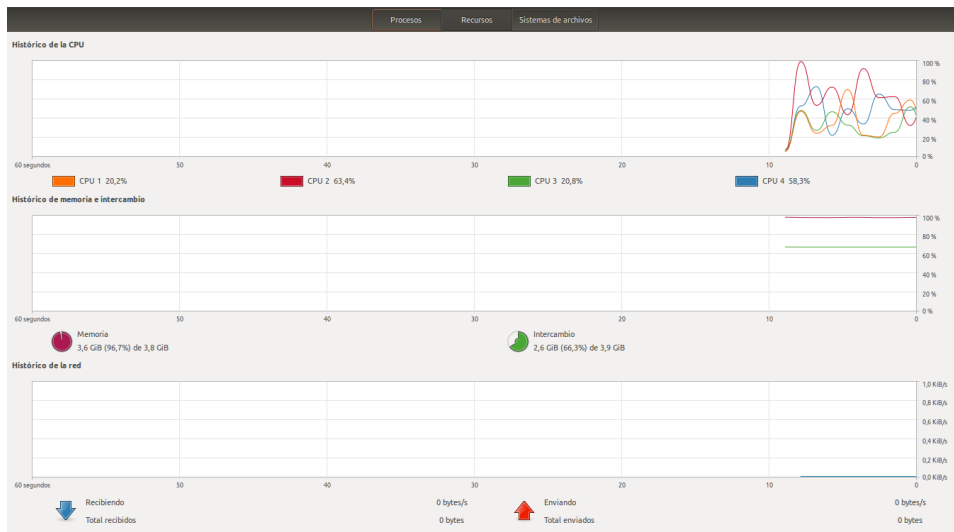 Procesos Recursos Sistemas de archivos
Histórico de la CPU
100 %
80 %
60 %
40 %
20 %
0 %
60 segundos 50 40 30 20 10 0
CPU 1 20,2% CPU 2 63,4% CPU 3 20,8% CPU 4 58,3%
Histórico de memoria e intercambio
100 %
80 %
60 %
40 %
20 %
0 %
60 segundos 50 40 30 20 10 0
Memoria Intercambio
3,6 GiB (96,7%) de 3,8 GiB 2,6 GiB (66,3%) de 3,9 GiB
Histórico de la red
1,0 KiB/s
0,8 KiB/s
0,6 KiB/s
0,4 KiB/s
0,2 KiB/s
0,0 KiB/s
60 segundos 50 40 30 20 10 0
Recibiendo 0 bytes/s Enviando 0 bytes/s
Total recibidos 0 bytes Total enviados 0 bytes